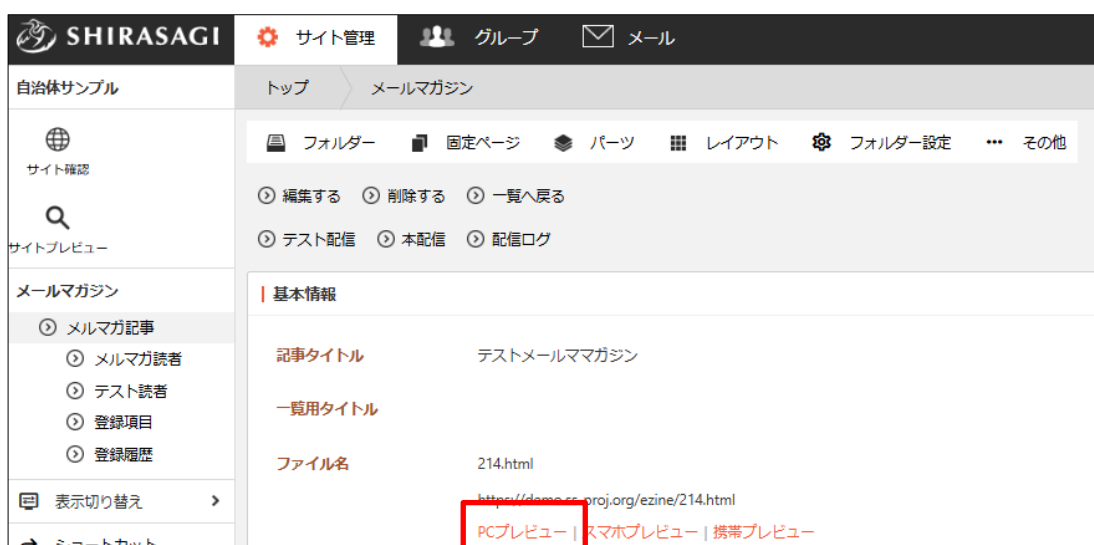 SHIRASAGI サイト管理 グループ メール
自治体サンプル
サイト確認
サイトプレビュー
メールマガジン
メルマガ記事
メルマガ読者
テスト読者
登録項目
登録履歴
表示切り替え
ショートカット
トップ メールマガジン
フォルダー 固定ページ パーツ レイアウト フォルダー設定 ••• その他
編集する 削除する 一覧へ戻る
テスト配信 本配信 配信ログ
基本情報
記事タイトル テストメールママガジン
一覧用タイトル
ファイル名 214.html
https://demo.ss-proj.org/ezine/214.html
PCプレビュー | スマホプレビュー | 携帯プレビュー